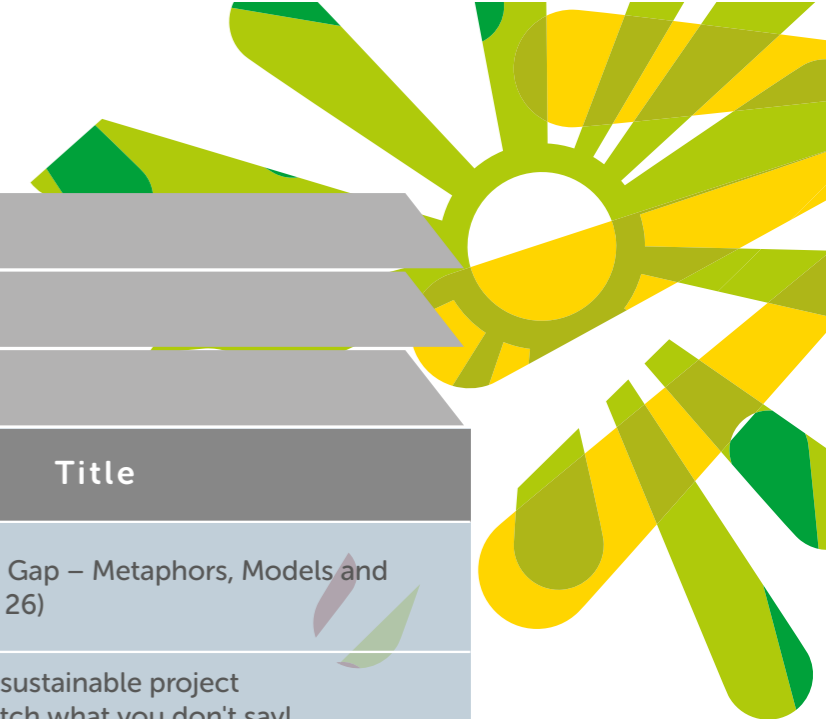 Title
Gap – Metaphors, Models and
26)
sustainable project
tch what you don't say!